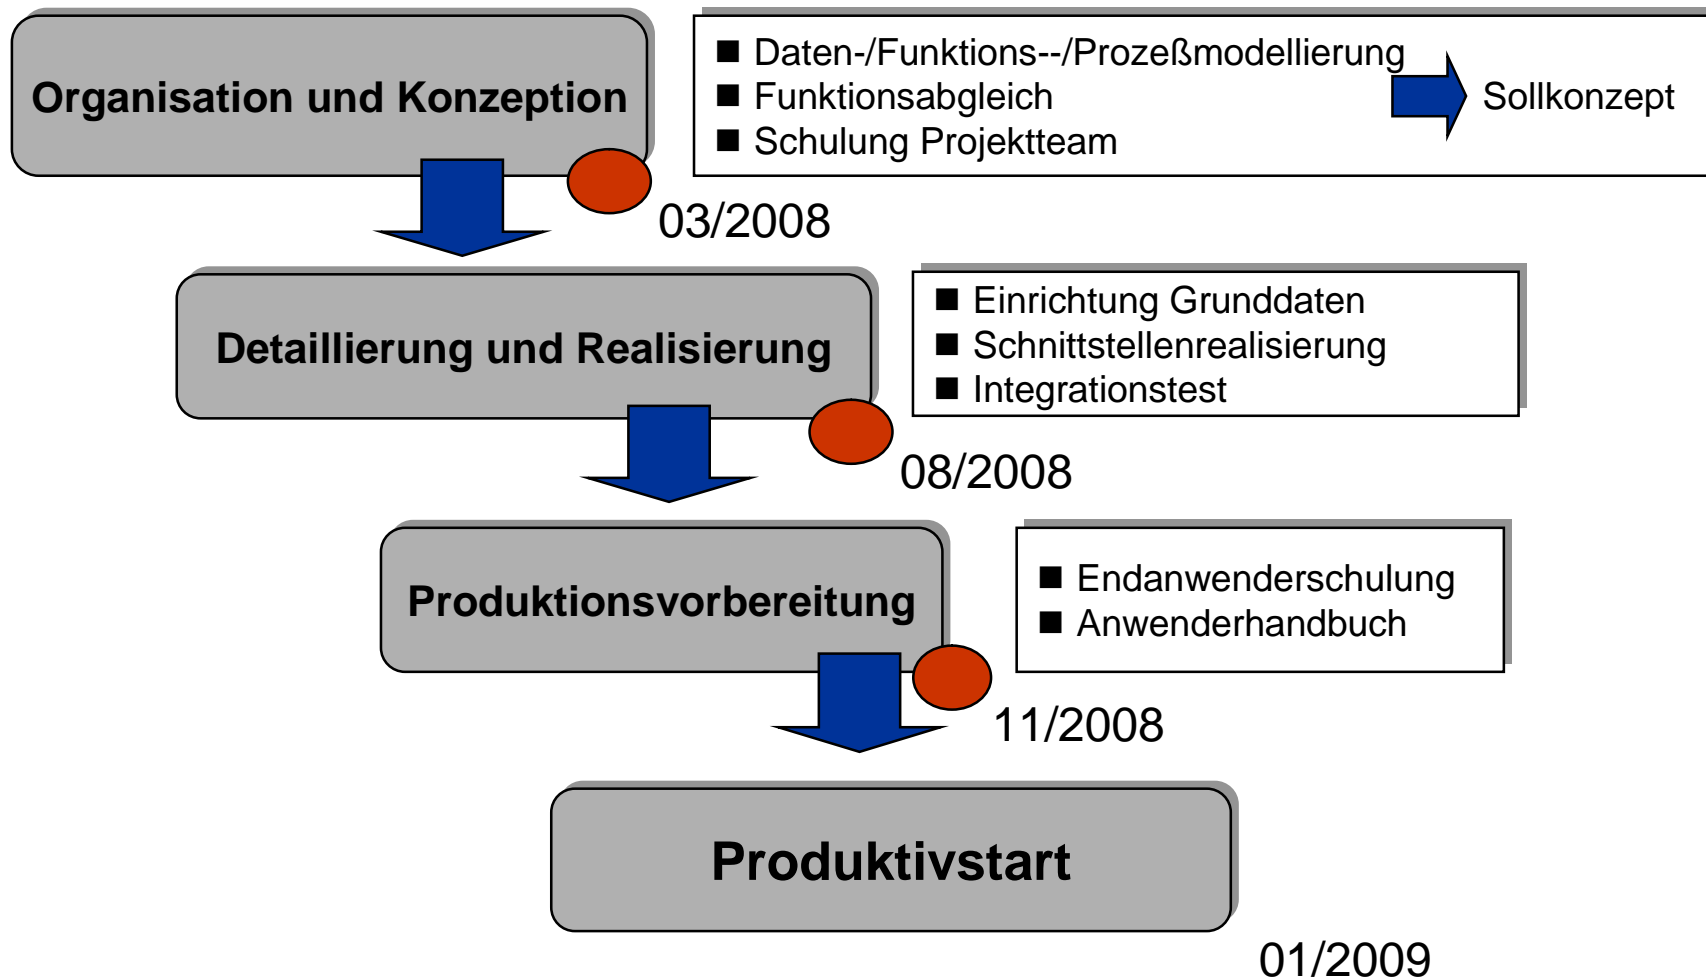 Organisation und Konzeption
Daten-/Funktions--/Prozeßmodellierung
Funktionsabgleich
Schulung Projektteam
Sollkonzept
03/2008
Detaillierung und Realisierung
Einrichtung Grunddaten
Schnittstellenrealisierung
Integrationstest
08/2008
Produktionsvorbereitung
Endanwenderschulung
Anwenderhandbuch
11/2008
Produktivstart
01/2009